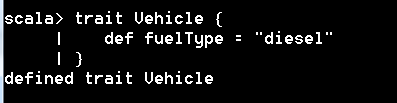 scala> trait Vehicle {
     |    def fuelType = "diesel"
     | }
defined trait Vehicle